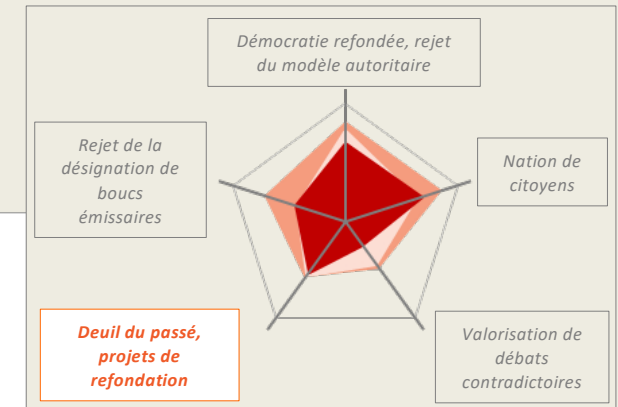 Démocratie refondée, rejet
du modèle autoritaire
Rejet de la
désignation de
boucs
émissaires
Nation de
citoyens
Deuil du passé,
projets de
refondation
Valorisation de
débats
contradictoires